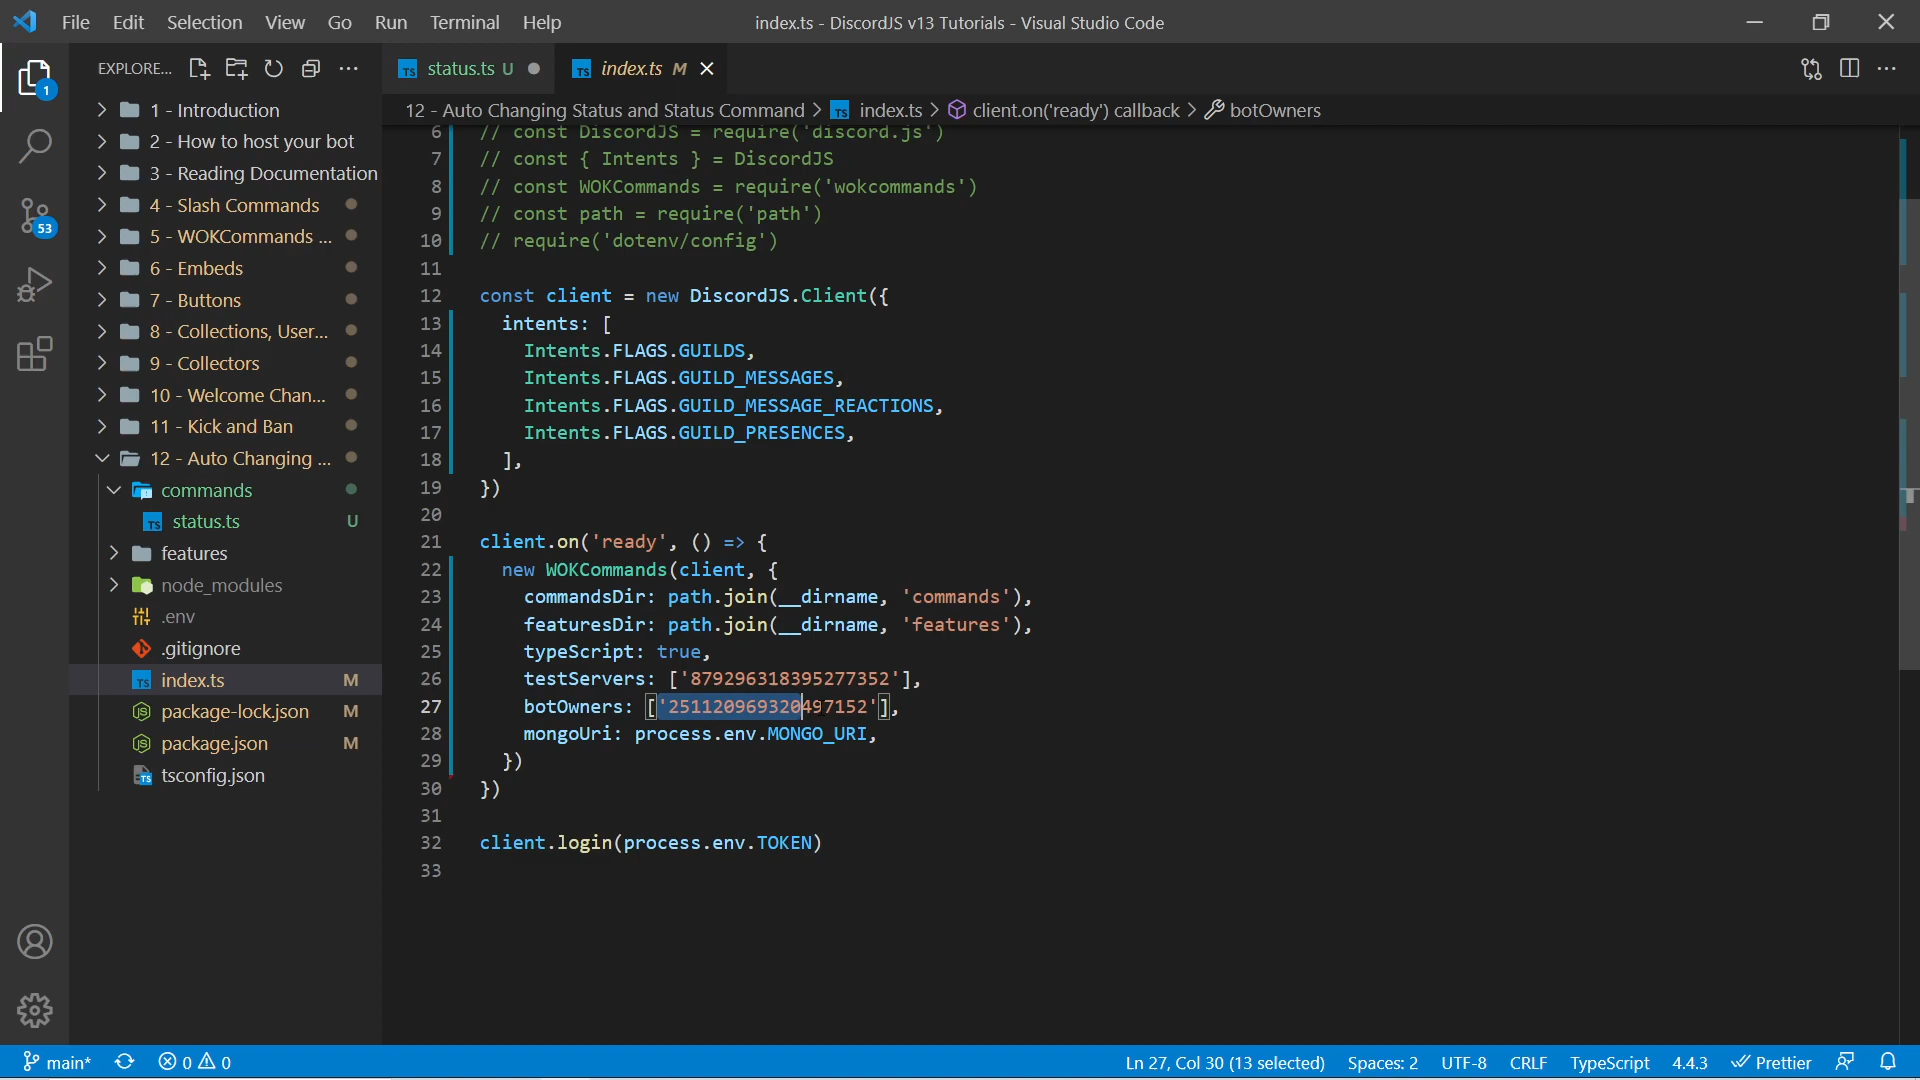 File Edit Selection View Go Run Terminal Help
index.ts - DiscordJS v13 Tutorials - Visual Studio Code
EXPLORE...
status.ts U
index.ts M
12 - Auto Changing Status and Status Command > index.ts > client.on('ready') callback > botOwners
1
53
1 - Introduction
2 - How to host your bot
3 - Reading Documentation
4 - Slash Commands
5 - WOKCommands ...
6 - Embeds
7 - Buttons
8 - Collections, User...
9 - Collectors
10 - Welcome Chan...
11 - Kick and Ban
12 - Auto Changing ...
commands
status.ts U
features
node_modules
.env
.gitignore
index.ts M
package-lock.json M
package.json M
tsconfig.json
6 // const DiscordJS = require('discord.js')
7 // const { Intents } = DiscordJS
8 // const WOKCommands = require('wokcommands')
9 // const path = require('path')
10 // require('dotenv/config')
11
12 const client = new DiscordJS.Client({
13 intents: [
14 Intents.FLAGS.GUILDS,
15 Intents.FLAGS.GUILD_MESSAGES,
16 Intents.FLAGS.GUILD_MESSAGE_REACTIONS,
17 Intents.FLAGS.GUILD_PRESENCES,
18 ],
19 })
20
21 client.on('ready', () => {
22 new WOKCommands(client, {
23 commandsDir: path.join(__dirname, 'commands'),
24 featuresDir: path.join(__dirname, 'features'),
25 typeScript: true,
26 testServers: ['879296318395277352'],
27 botOwners: ['251120969320497152'],
28 mongoUri: process.env.MONGO_URI,
29 })
30 })
31
32 client.login(process.env.TOKEN)
33
main* 0 0 Ln 27, Col 30 (13 selected) Spaces: 2 UTF-8 CRLF TypeScript 4.4.3 Prettier